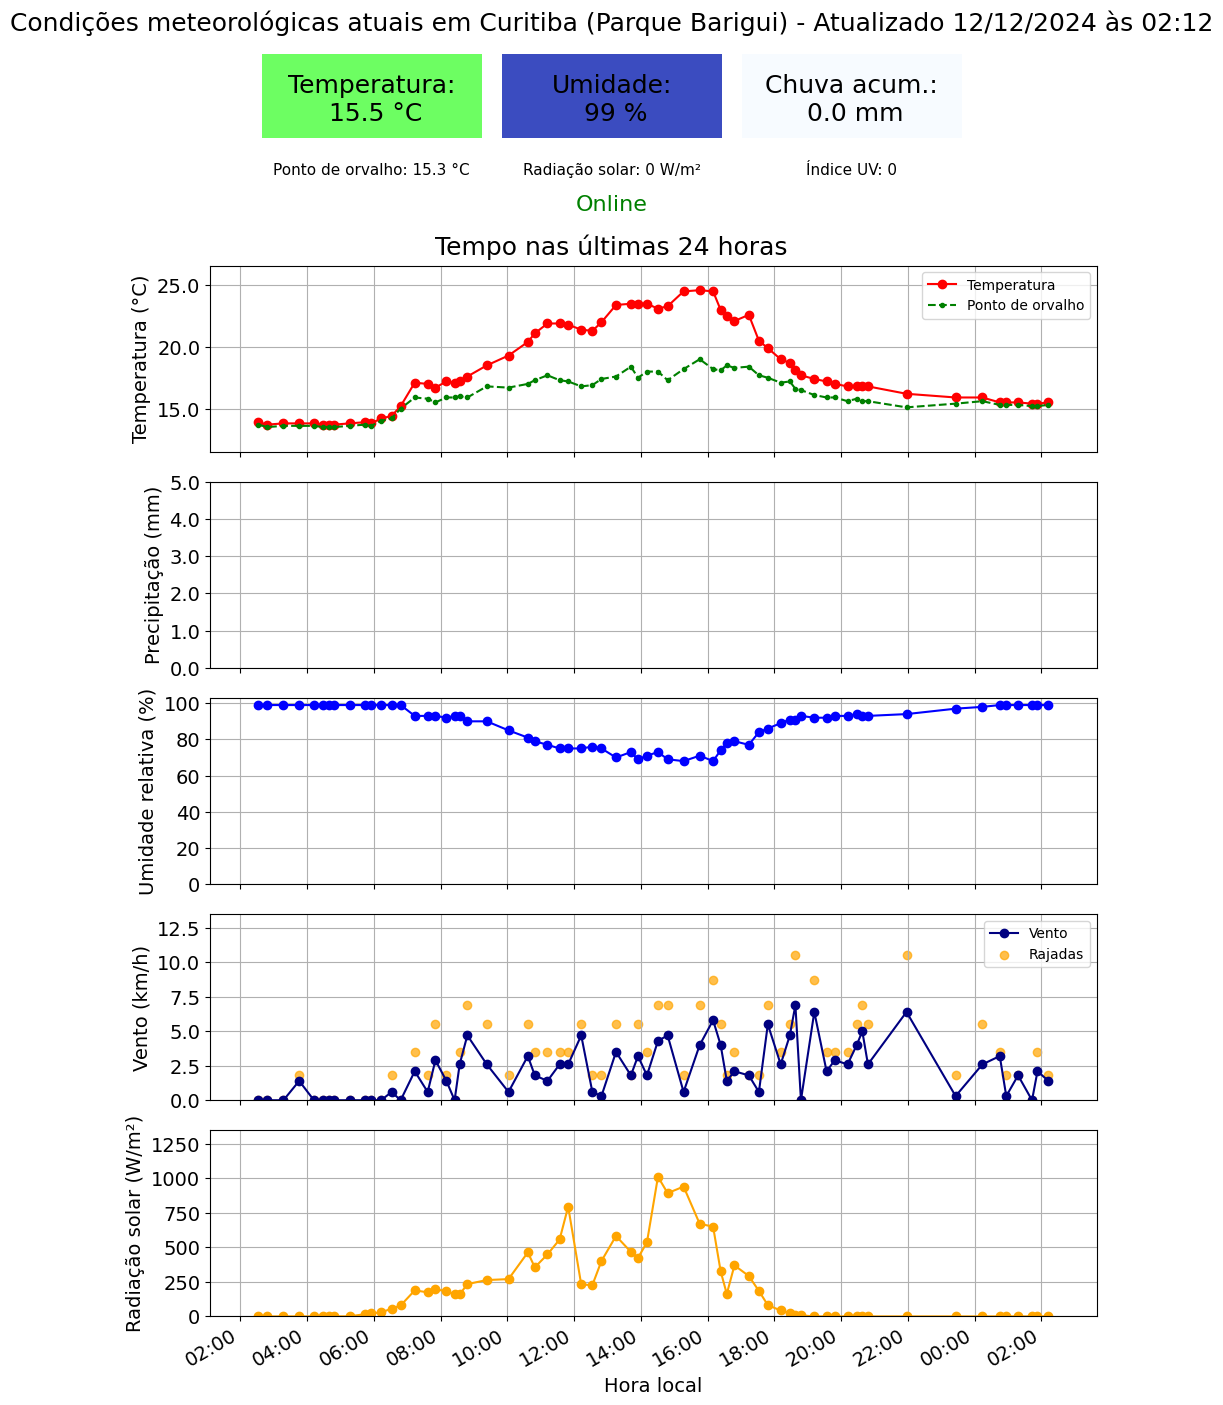 Condições meteorológicas atuais em Curitiba (Parque Barigui) - Atualizado 12/12/2024 às 02:12
Temperatura:
15.5 °C
Umidade:
99 %
Chuva acum.:
0.0 mm
Ponto de orvalho: 15.3 °C
Radiação solar: 0 W/m²
Índice UV: 0
Online
Tempo nas últimas 24 horas
Temperatura (°C)
25.0
20.0
15.0
Temperatura
Ponto de orvalho
Precipitação (mm)
5.0
4.0
3.0
2.0
1.0
0.0
Umidade relativa (%)
100
80
60
40
20
0
Vento (km/h)
12.5
10.0
7.5
5.0
2.5
0.0
Vento
Rajadas
Radiação solar (W/m²)
1250
1000
750
500
250
0
02:00
04:00
06:00
08:00
10:00
12:00
14:00
16:00
18:00
20:00
22:00
00:00
02:00
Hora local